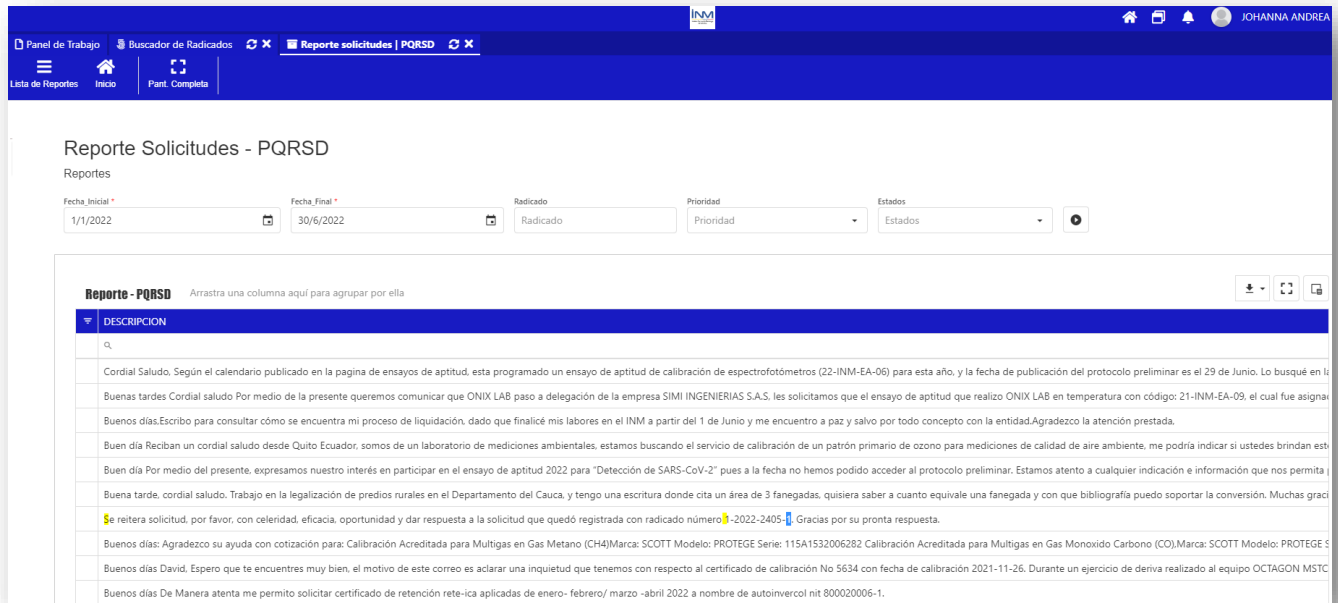 INM
JOHANNA ANDREA
Panel de Trabajo Buscador de Radicados Reporte solicitudes | PQRSD
Lista de Reportes Inicio Pant. Completa
Reporte Solicitudes - PQRSD
Reportes
Fecha_Inicial * Fecha_Final * Radicado Prioridad Estados
1/1/2022 30/6/2022 Radicado Prioridad Estados
Reporte - PQRSD Arrastra una columna aquí para agrupar por ella
DESCRIPCION
Cordial Saludo, Según el calendario publicado en la pagina de ensayos de aptitud, esta programado un ensayo de aptitud de calibración de espectrofotómetros (22-INM-EA-06) para esta año, y la fecha de publicación del protocolo preliminar es el 29 de Junio. Lo busqué en la
Buenas tardes Cordial saludo Por medio de la presente queremos comunicar que ONIX LAB paso a delegación de la empresa SIMI INGENIERIAS S.A.S, les solicitamos que el ensayo de aptitud que realizo ONIX LAB en temperatura con código: 21-INM-EA-09, el cual fue asigna
Buenos días,Escribo para consultar cómo se encuentra mi proceso de liquidación, dado que finalicé mis labores en el INM a partir del 1 de Junio y me encuentro a paz y salvo por todo concepto con la entidad.Agradezco la atención prestada.
Buen día Reciban un cordial saludo desde Quito Ecuador, somos de un laboratorio de mediciones ambientales, estamos buscando el servicio de calibración de un patrón primario de ozono para mediciones de calidad de aire ambiente, me podría indicar si ustedes brindan est
Buen día Por medio del presente, expresamos nuestro interés en participar en el ensayo de aptitud 2022 para "Detección de SARS-CoV-2" pues a la fecha no hemos podido acceder al protocolo preliminar. Estamos atento a cualquier indicación e información que nos permita
Buena tarde, cordial saludo. Trabajo en la legalización de predios rurales en el Departamento del Cauca, y tengo una escritura donde cita un área de 3 fanegadas, quisiera saber a cuanto equivale una fanegada y con que bibliografía puedo soportar la conversión. Muchas graci
Se reitera solicitud, por favor, con celeridad, eficacia, oportunidad y dar respuesta a la solicitud que quedó registrada con radicado número 1-2022-2405-1. Gracias por su pronta respuesta.
Buenos días: Agradezco su ayuda con cotización para: Calibración Acreditada para Multigas en Gas Metano (CH4)Marca: SCOTT Modelo: PROTEGE Serie: 115A1532006282 Calibración Acreditada para Multigas en Gas Monoxido Carbono (CO),Marca: SCOTT Modelo: PROTEGE S
Buenos días David, Espero que te encuentres muy bien, el motivo de este correo es aclarar una inquietud que tenemos con respecto al certificado de calibración No 5634 con fecha de calibración 2021-11-26. Durante un ejercicio de deriva realizado al equipo OCTAGON MSTC
Buenos días De Manera atenta me permito solicitar certificado de retención rete-ica aplicadas de enero- febrero/ marzo -abril 2022 a nombre de autoinvercol nit 800020006-1.